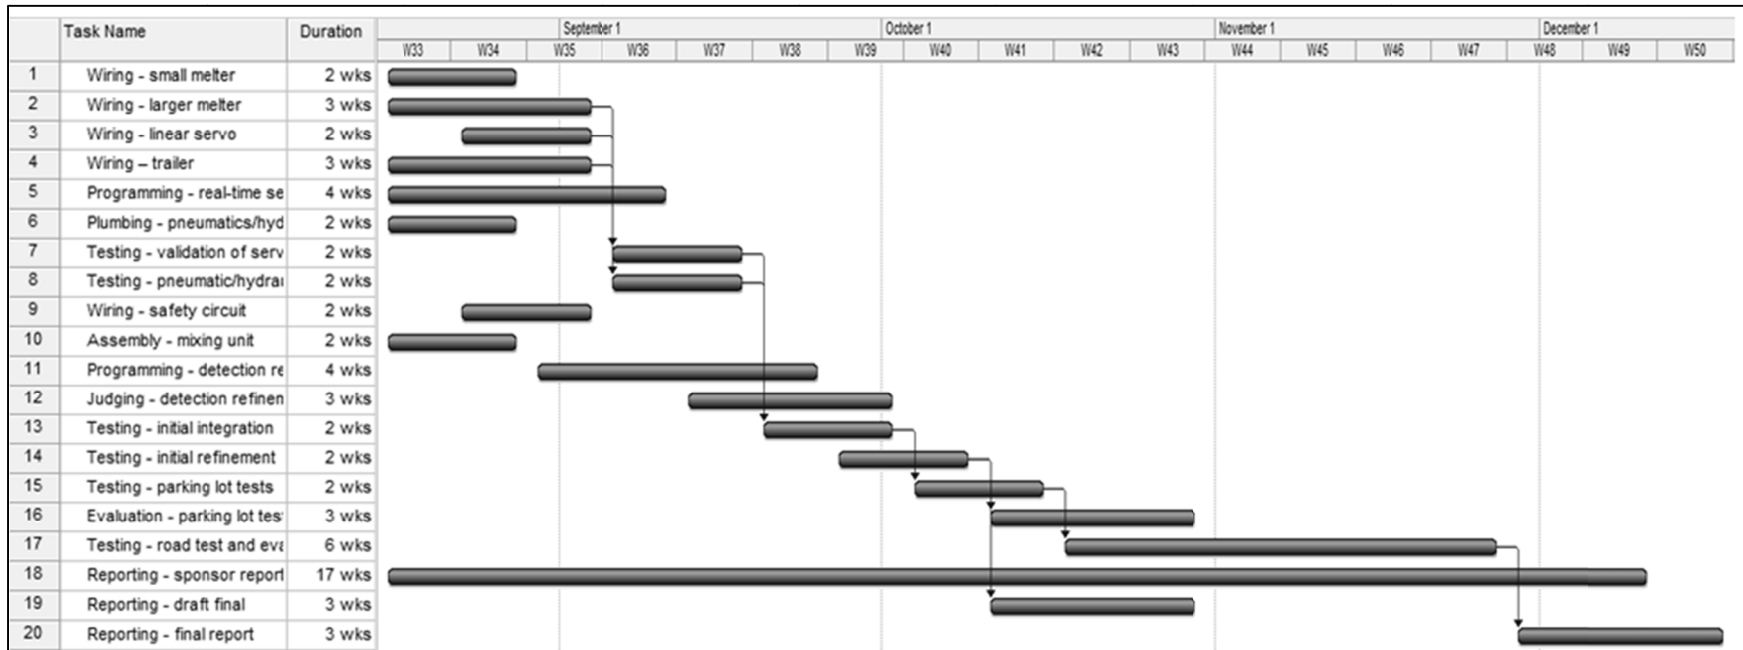 Task Name Duration September 1 October 1 November 1 December 1
W33 W34 W35 W36 W37 W38 W39 W40 W41 W42 W43 W44 W45 W46 W47 W48 W49 W50
1 Wiring - small melter 2 wks
2 Wiring - larger melter 3 wks
3 Wiring - linear servo 2 wks
4 Wiring – trailer 3 wks
5 Programming - real-time se 4 wks
6 Plumbing - pneumatics/hyd 2 wks
7 Testing - validation of serv 2 wks
8 Testing - pneumatic/hydrau 2 wks
9 Wiring - safety circuit 2 wks
10 Assembly - mixing unit 2 wks
11 Programming - detection re 4 wks
12 Judging - detection refinen 3 wks
13 Testing - initial integration 2 wks
14 Testing - initial refinement 2 wks
15 Testing - parking lot tests 2 wks
16 Evaluation - parking lot tes 3 wks
17 Testing - road test and eva 6 wks
18 Reporting - sponsor report 17 wks
19 Reporting - draft final 3 wks
20 Reporting - final report 3 wks